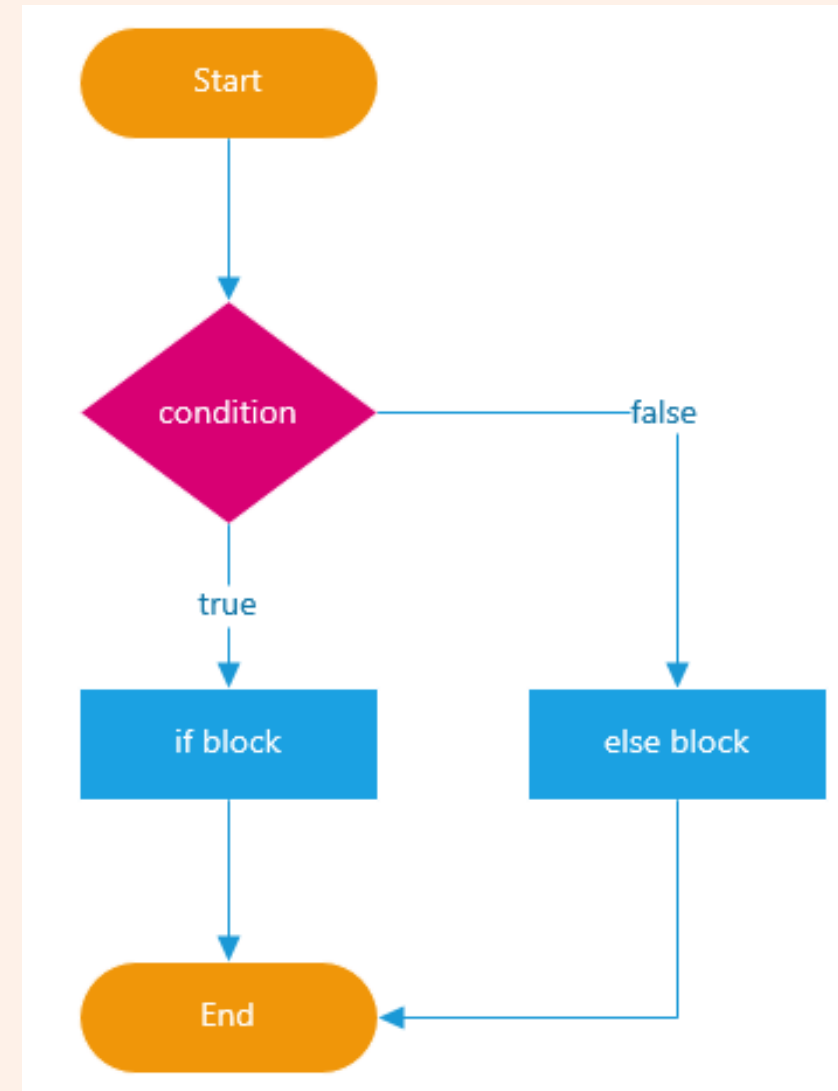 Start
condition
false
true
if block
else block
End